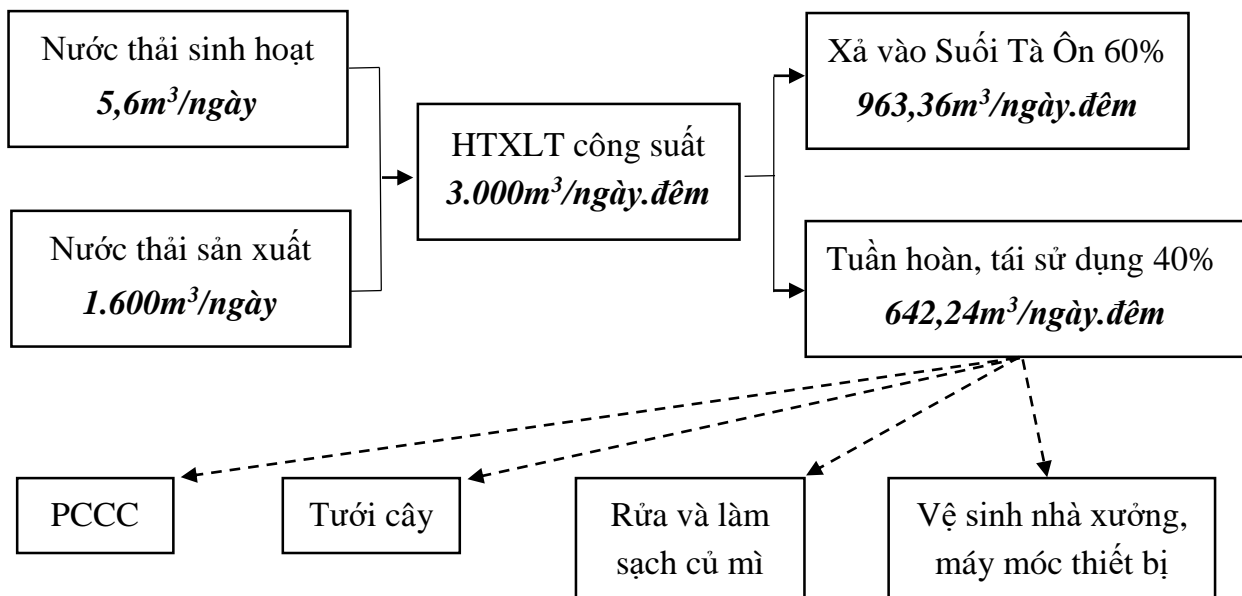 Nước thải sinh hoạt
5,6m³/ngày
Nước thải sản xuất
1.600m³/ngày
HTXLT công suất
3.000m³/ngày.đêm
Xả vào Suối Tà Ôn 60%
963,36m³/ngày.đêm
Tuần hoàn, tái sử dụng 40%
642,24m³/ngày.đêm
PCCC
Tưới cây
Rửa và làm
sạch củ mì
Vệ sinh nhà xưởng,
máy móc thiết bị